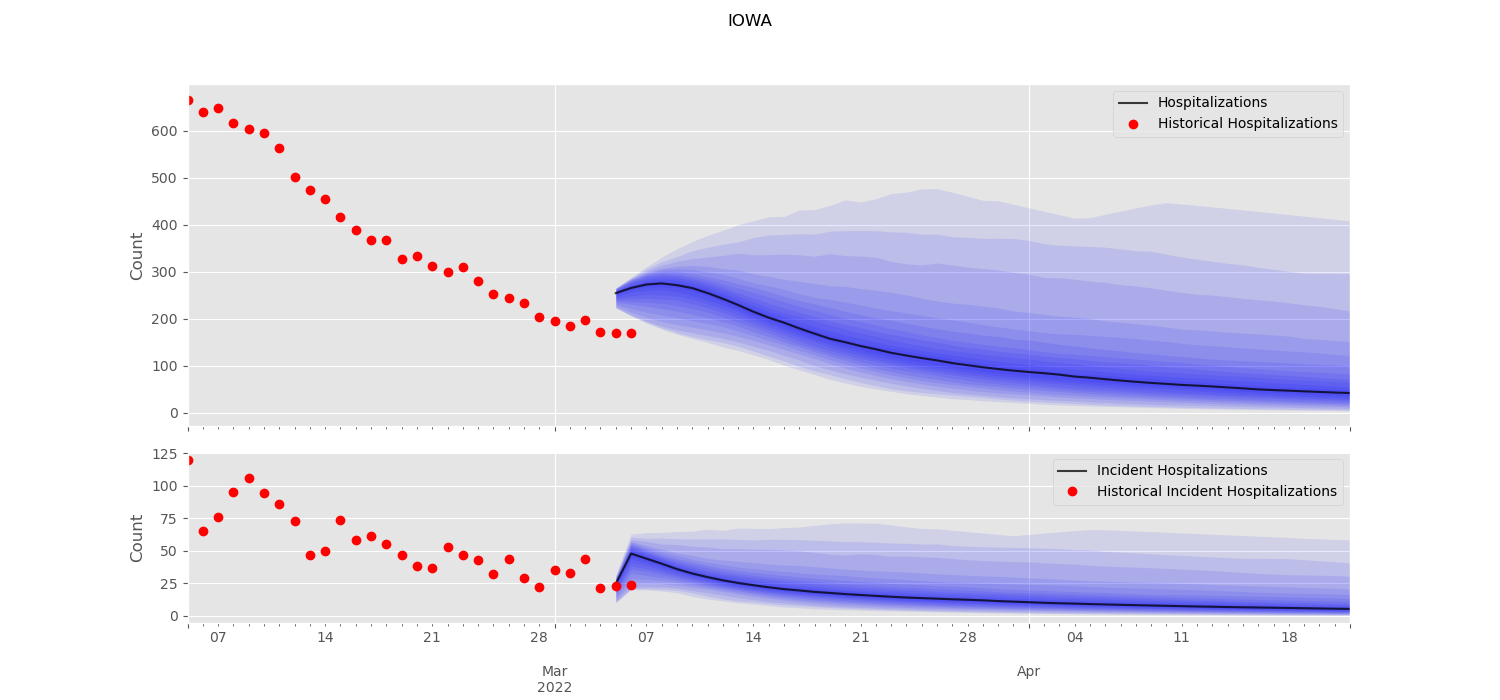 IOWA
Count
600
500
400
300
200
100
0
Hospitalizations
Historical Hospitalizations
Count
125
100
75
50
25
0
Incident Hospitalizations
Historical Incident Hospitalizations
07 14 21 28 07 14 21 28 04 11 18
Mar Apr
2022